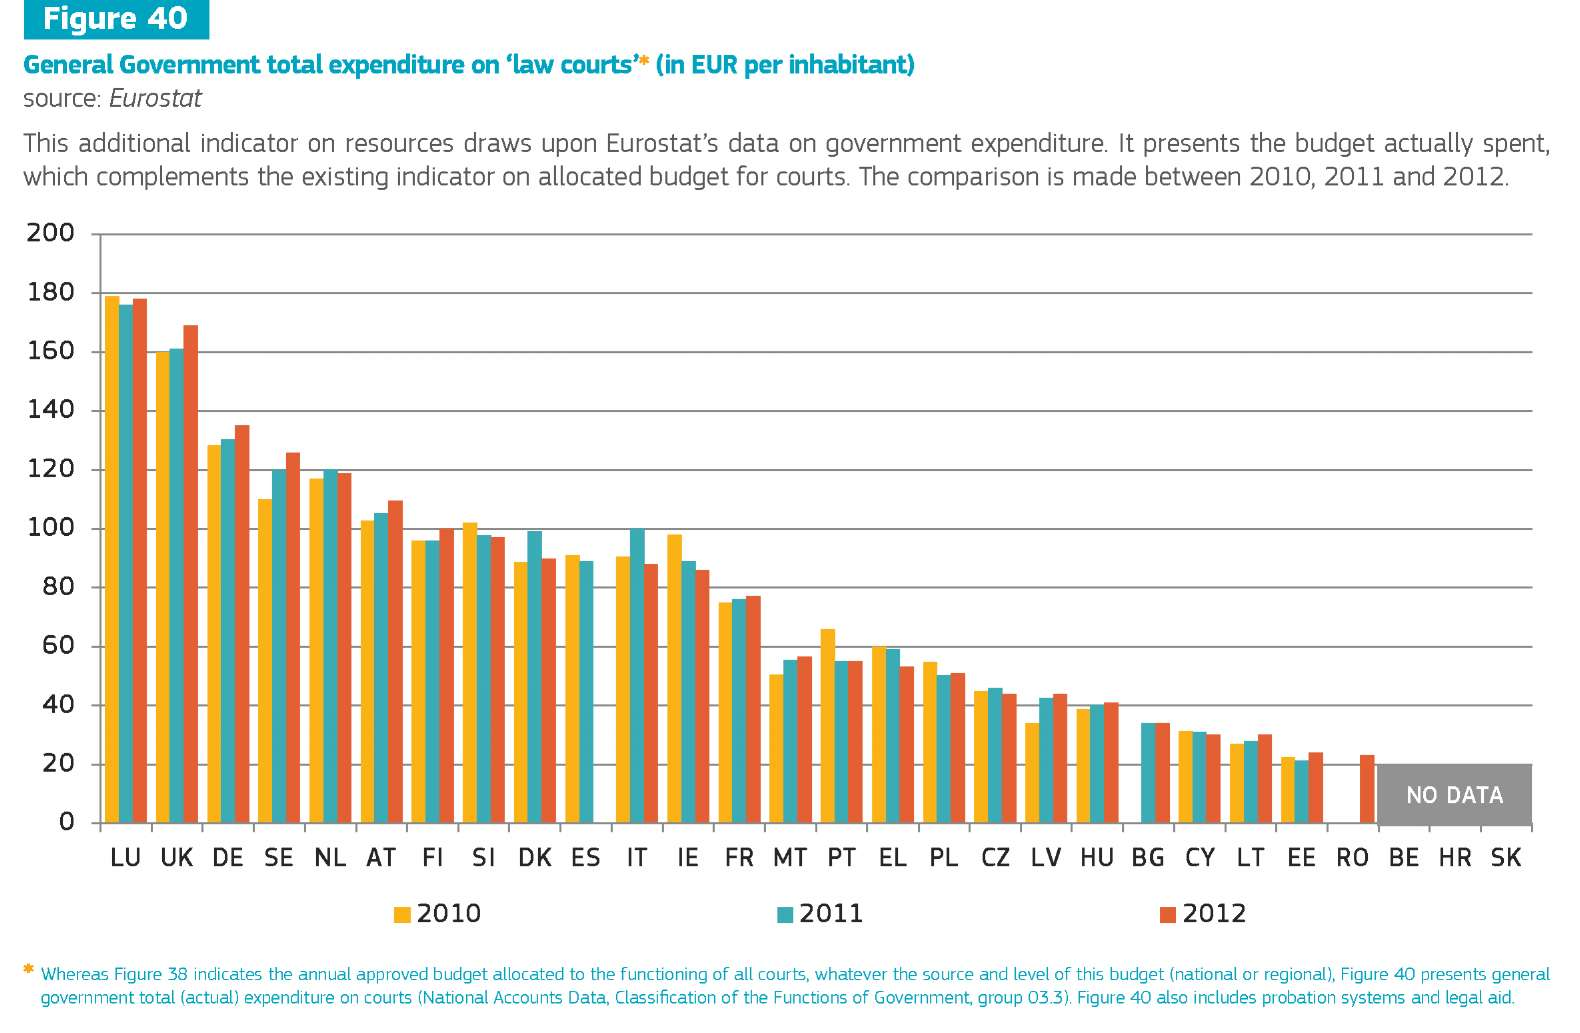 Figure 40
General Government total expenditure on ‘law courts’* (in EUR per inhabitant)
source: Eurostat
This additional indicator on resources draws upon Eurostat’s data on government expenditure. It presents the budget actually spent,
which complements the existing indicator on allocated budget for courts. The comparison is made between 2010, 2011 and 2012.
200
180
160
140
120
100
80
60
40
20
0
NO DATA
LU UK DE SE NL AT FI SI DK ES IT IE FR MT PT EL PL CZ LV HU BG CY LT EE RO BE HR SK
2010 2011 2012
* Whereas Figure 38 indicates the annual approved budget allocated to the functioning of all courts, whatever the source and level of this budget (national or regional), Figure 40 presents general
government total (actual) expenditure on courts (National Accounts Data, Classification of the Functions of Government, group 03.3). Figure 40 also includes probation systems and legal aid.